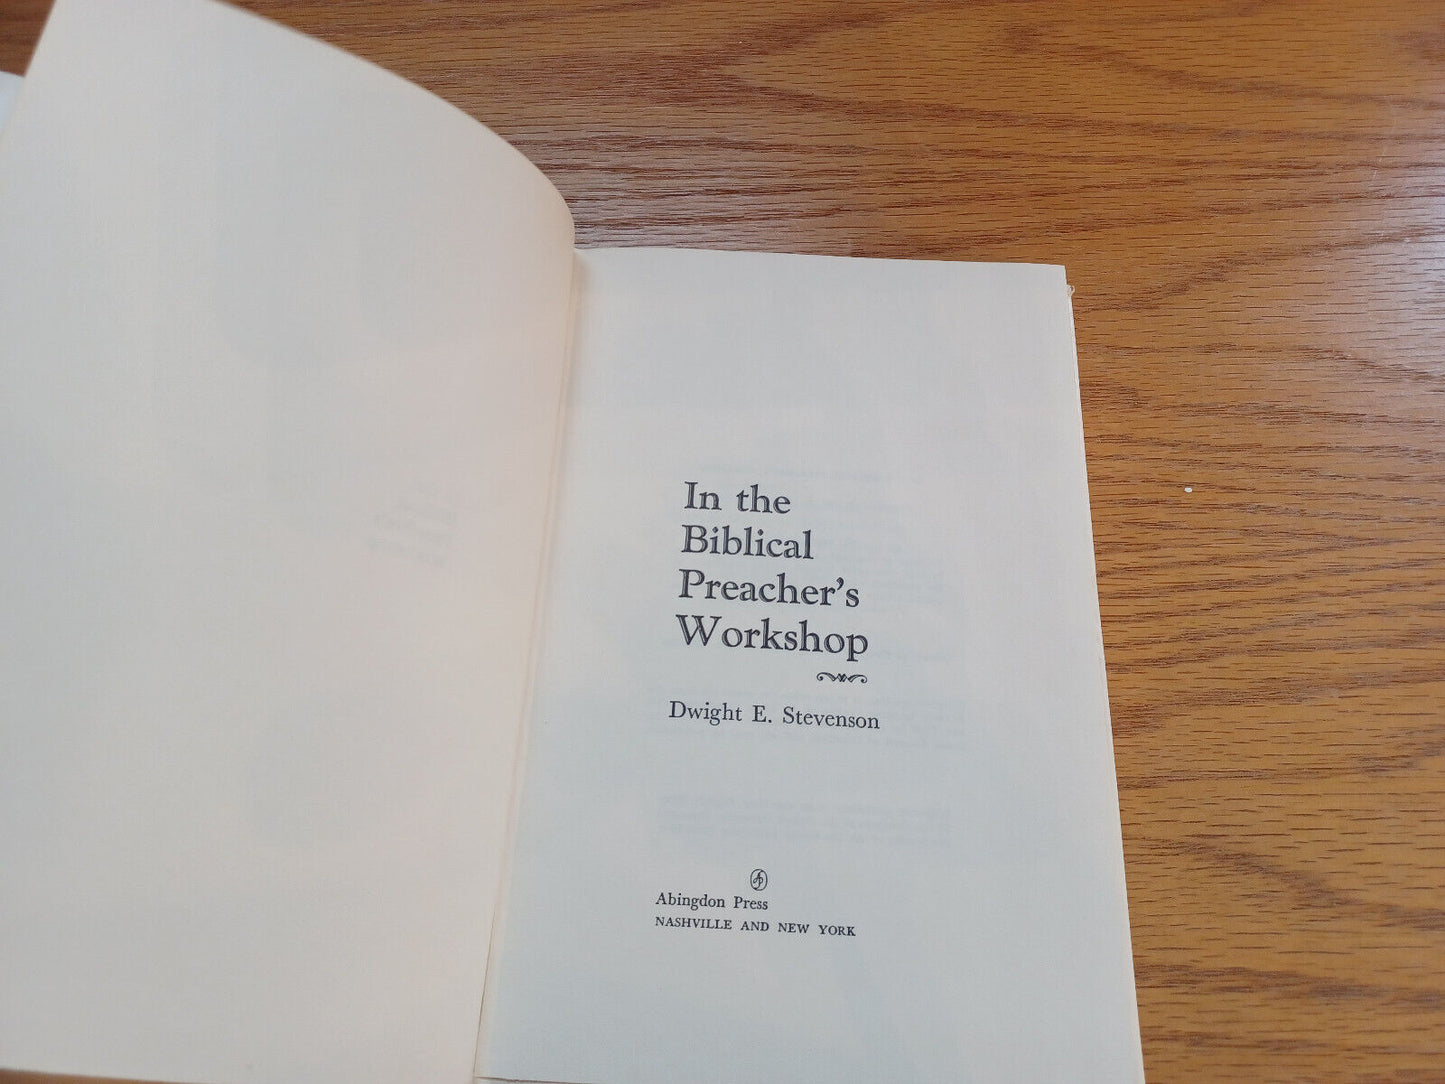 In the
Biblical
Preacher's
Workshop
Dwight E. Stevenson
Abingdon Press
NASHVILLE AND NEW YORK